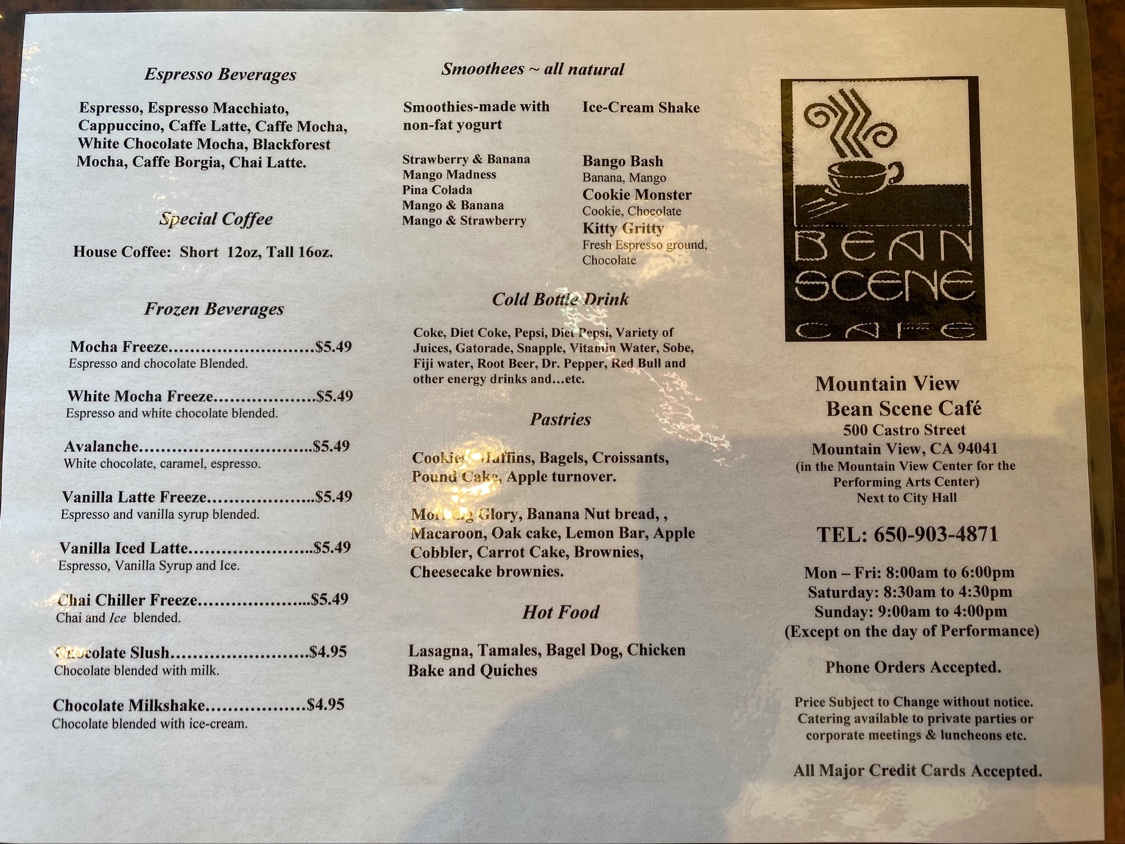 Espresso Beverages
Espresso, Espresso Macchiato,
Cappuccino, Caffe Latte, Caffe Mocha,
White Chocolate Mocha, Blackforest
Mocha, Caffe Borgia, Chai Latte.
Special Coffee
House Coffee: Short 12oz, Tall 16oz.
Frozen Beverages
Mocha Freeze……………………$5.49
Espresso and chocolate Blended.
White Mocha Freeze……………..$5.49
Espresso and white chocolate blended.
Avalanche…………………………..$5.49
White chocolate, caramel, espresso.
Vanilla Latte Freeze………………..$5.49
Espresso and vanilla syrup blended.
Vanilla Iced Latte…………………..$5.49
Espresso, Vanilla Syrup and Ice.
Chai Chiller Freeze………………...$5.49
Chai and Ice blended.
Chocolate Slush……………………..$4.95
Chocolate blended with milk.
Chocolate Milkshake………………$4.95
Chocolate blended with ice-cream.
Smoothees ~ all natural
Smoothies-made with
non-fat yogurt
Strawberry & Banana
Mango Madness
Pina Colada
Mango & Banana
Mango & Strawberry
Ice-Cream Shake
Bango Bash
Banana, Mango
Cookie Monster
Cookie, Chocolate
Kitty Gritty
Fresh Espresso ground,
Chocolate
Cold Bottle Drink
Coke, Diet Coke, Pepsi, Diet Pepsi, Variety of
Juices, Gatorade, Snapple, Vitamin Water, Sobe,
Fiji water, Root Beer, Dr. Pepper, Red Bull and
other energy drinks and…etc.
Pastries
Cookies, Muffins, Bagels, Croissants,
Pound Cake, Apple turnover.
Morning Glory, Banana Nut bread, ,
Macaroon, Oak cake, Lemon Bar, Apple
Cobbler, Carrot Cake, Brownies,
Cheesecake brownies.
Hot Food
Lasagna, Tamales, Bagel Dog, Chicken
Bake and Quiches
BEAN
SCENE
CAFE
Mountain View
Bean Scene Café
500 Castro Street
Mountain View, CA 94041
(in the Mountain View Center for the
Performing Arts Center)
Next to City Hall
TEL: 650-903-4871
Mon – Fri: 8:00am to 6:00pm
Saturday: 8:30am to 4:30pm
Sunday: 9:00am to 4:00pm
(Except on the day of Performance)
Phone Orders Accepted.
Price Subject to Change without notice.
Catering available to private parties or
corporate meetings & luncheons etc.
All Major Credit Cards Accepted.